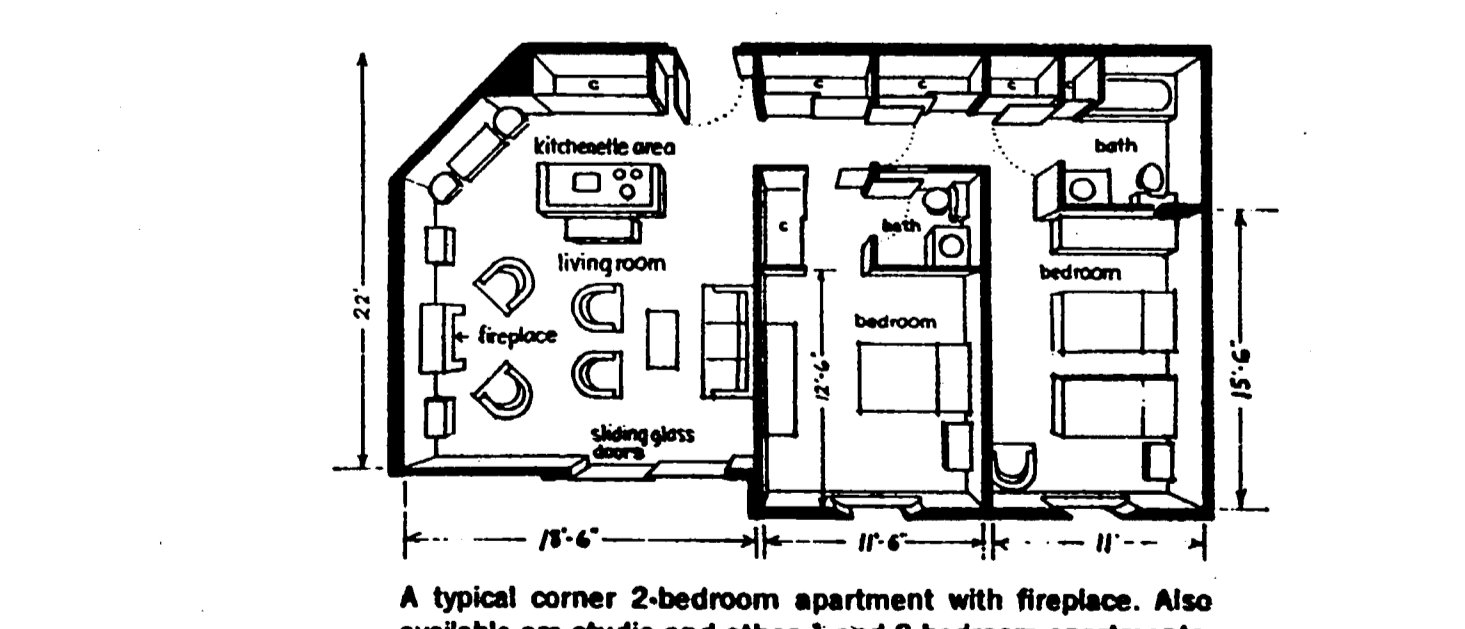 c
c
c
c
kitchenette area
bath
c
bath
living room
bedroom
22'
fireplace
bedroom
12'-6"
15'-6"
sliding glass
doors
18'-6"
11'-6"
11'
A typical corner 2-bedroom apartment with fireplace. Also